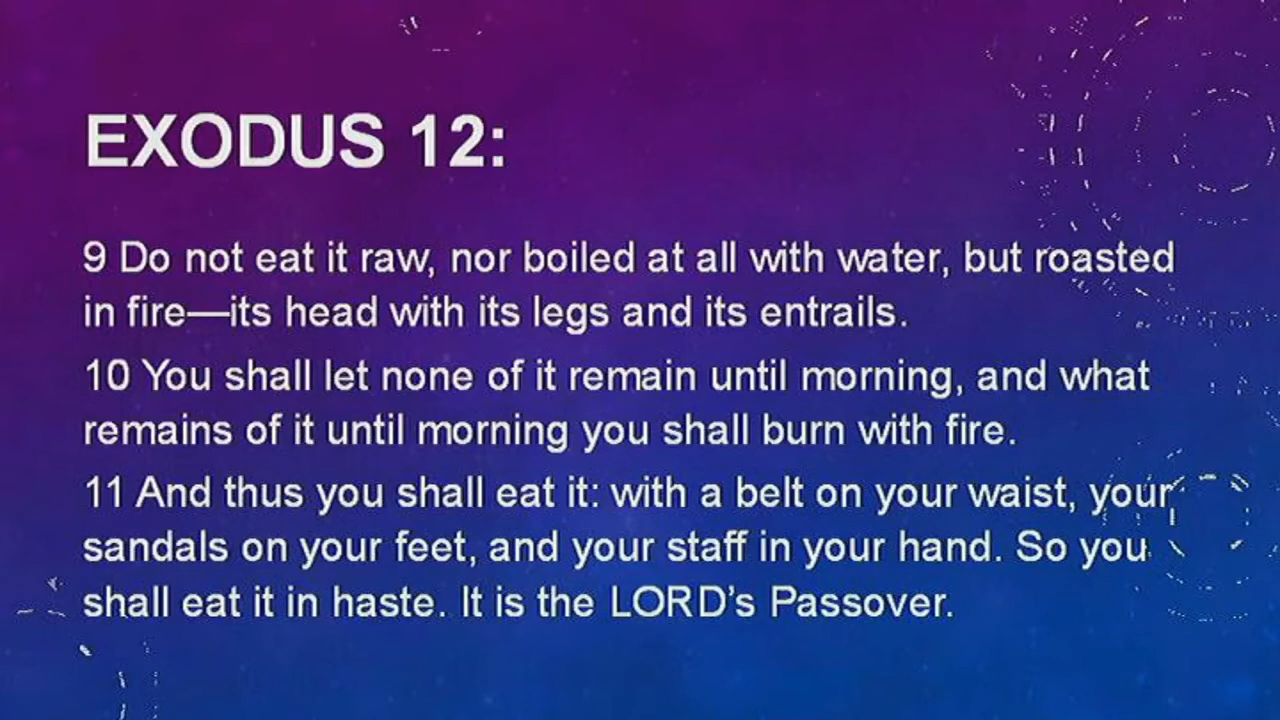 EXODUS 12:
9 Do not eat it raw, nor boiled at all with water, but roasted
in fire—its head with its legs and its entrails.
10 You shall let none of it remain until morning, and what
remains of it until morning you shall burn with fire.
11 And thus you shall eat it: with a belt on your waist, your
sandals on your feet, and your staff in your hand. So you
shall eat it in haste. It is the LORD’s Passover.